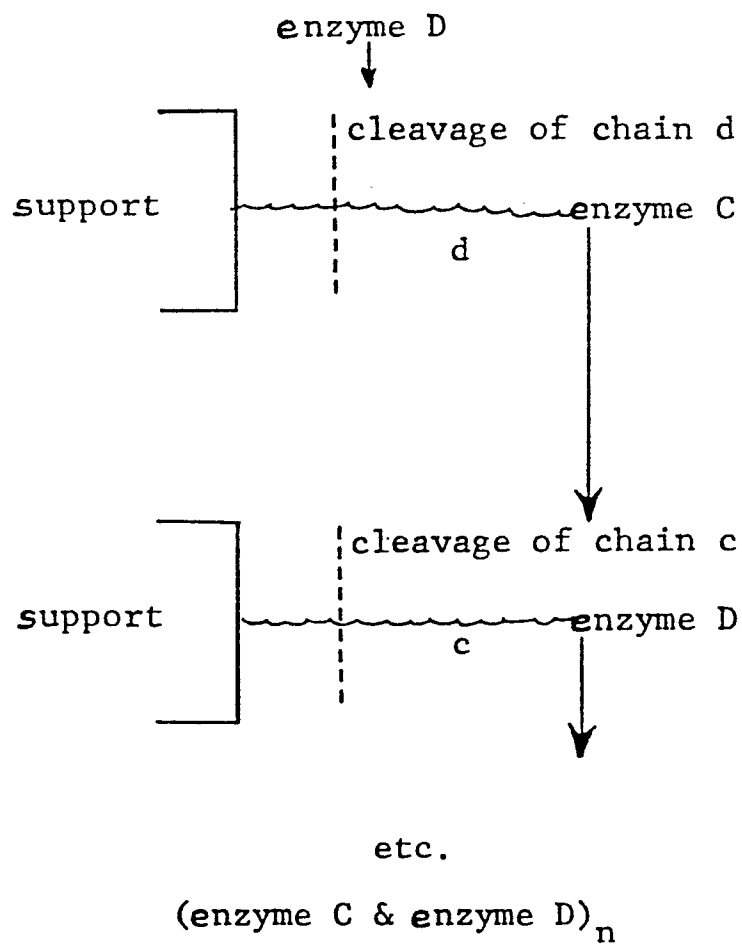 enzyme D
cleavage of chain d
support
enzyme C
d
cleavage of chain c
support
enzyme D
c
etc.
(enzyme C & enzyme D)n